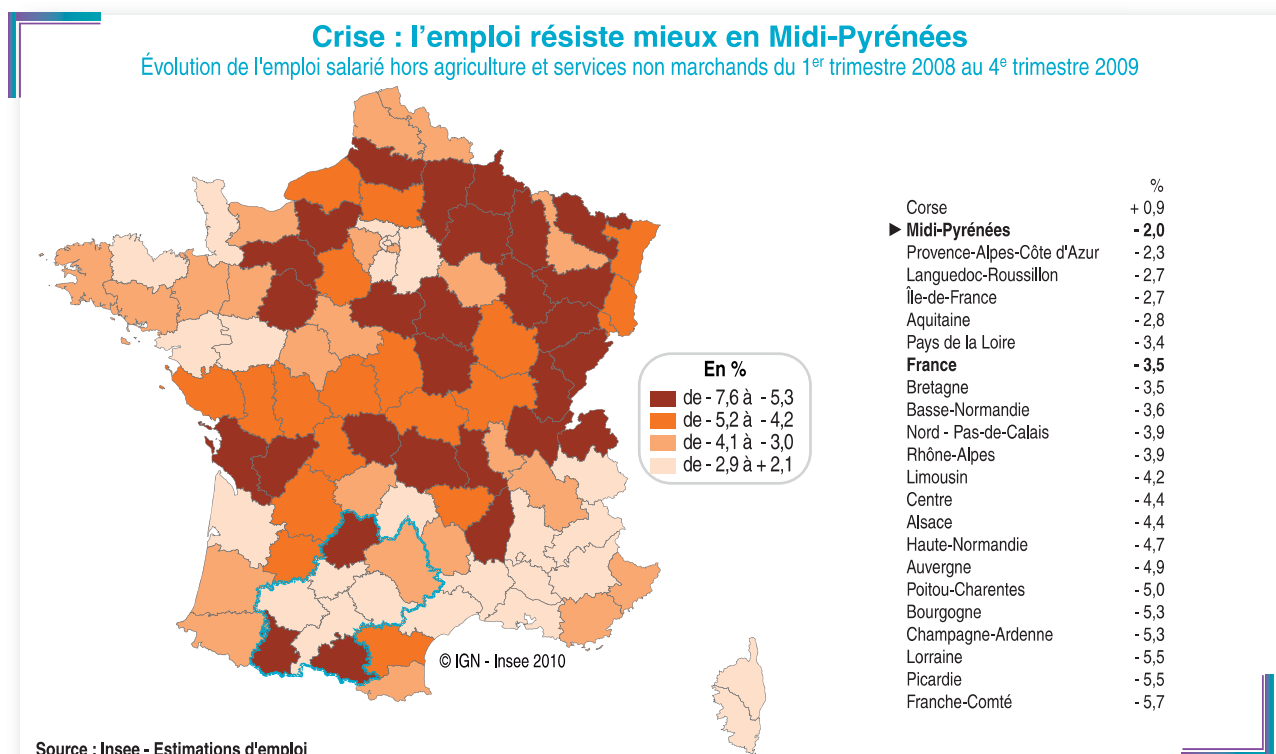 Crise : l'emploi résiste mieux en Midi-Pyrénées
Évolution de l'emploi salarié hors agriculture et services non marchands du 1er trimestre 2008 au 4e trimestre 2009
%
Corse + 0,9
► Midi-Pyrénées - 2,0
Provence-Alpes-Côte d'Azur - 2,3
Languedoc-Roussillon - 2,7
Île-de-France - 2,7
Aquitaine - 2,8
Pays de la Loire - 3,4
France - 3,5
Bretagne - 3,5
Basse-Normandie - 3,6
Nord - Pas-de-Calais - 3,9
Rhône-Alpes - 3,9
Limousin - 4,2
Centre - 4,4
Alsace - 4,4
Haute-Normandie - 4,7
Auvergne - 4,9
Poitou-Charentes - 5,0
Bourgogne - 5,3
Champagne-Ardenne - 5,3
Lorraine - 5,5
Picardie - 5,5
Franche-Comté - 5,7
En %
de - 7,6 à - 5,3
de - 5,2 à - 4,2
de - 4,1 à - 3,0
de - 2,9 à + 2,1
© IGN - Insee 2010
Source : Insee - Estimations d'emploi